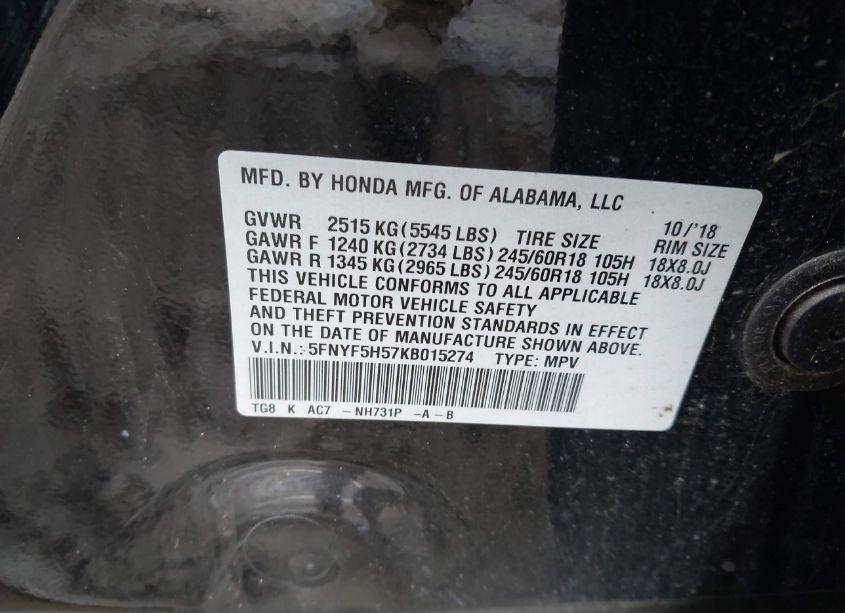 MFD. BY HONDA MFG. OF ALABAMA, LLC
10/'18
GVWR 2515 KG (5545 LBS) TIRE SIZE RIM SIZE
GAWR F 1240 KG (2734 LBS) 245/60R18 105H 18X8.0J
GAWR R 1345 KG (2965 LBS) 245/60R18 105H 18X8.0J
THIS VEHICLE CONFORMS TO ALL APPLICABLE
FEDERAL MOTOR VEHICLE SAFETY
AND THEFT PREVENTION STANDARDS IN EFFECT
ON THE DATE OF MANUFACTURE SHOWN ABOVE.
V.I.N.: 5FNYF5H57KB015274 TYPE: MPV
TG8 K AC7 -NH731P -A-B